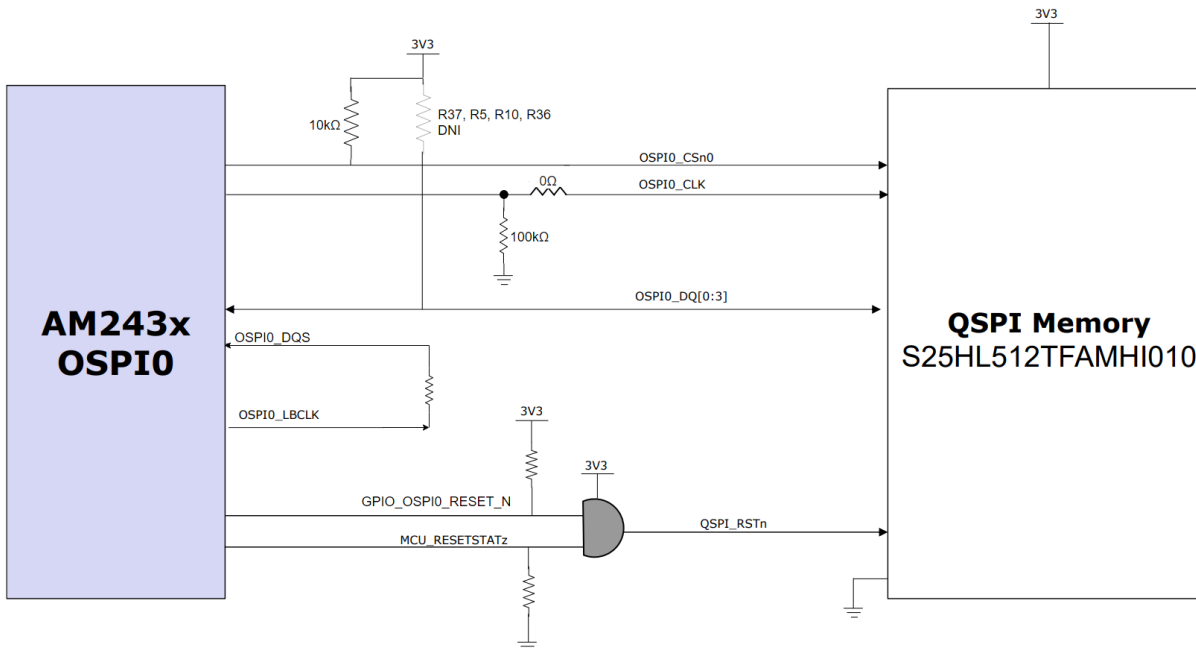 3V3
3V3
R37, R5, R10, R36
DNI
10kΩ
OSPI0_CSn0
0Ω
OSPI0_CLK
100kΩ
OSPI0_DQ[0:3]
AM243x
OSPI0
QSPI Memory
S25HL512TFAMHI010
OSPI0_DQS
OSPI0_LBCLK
3V3
3V3
GPIO_OSPI0_RESET_N
QSPI_RSTn
MCU_RESETSTATz